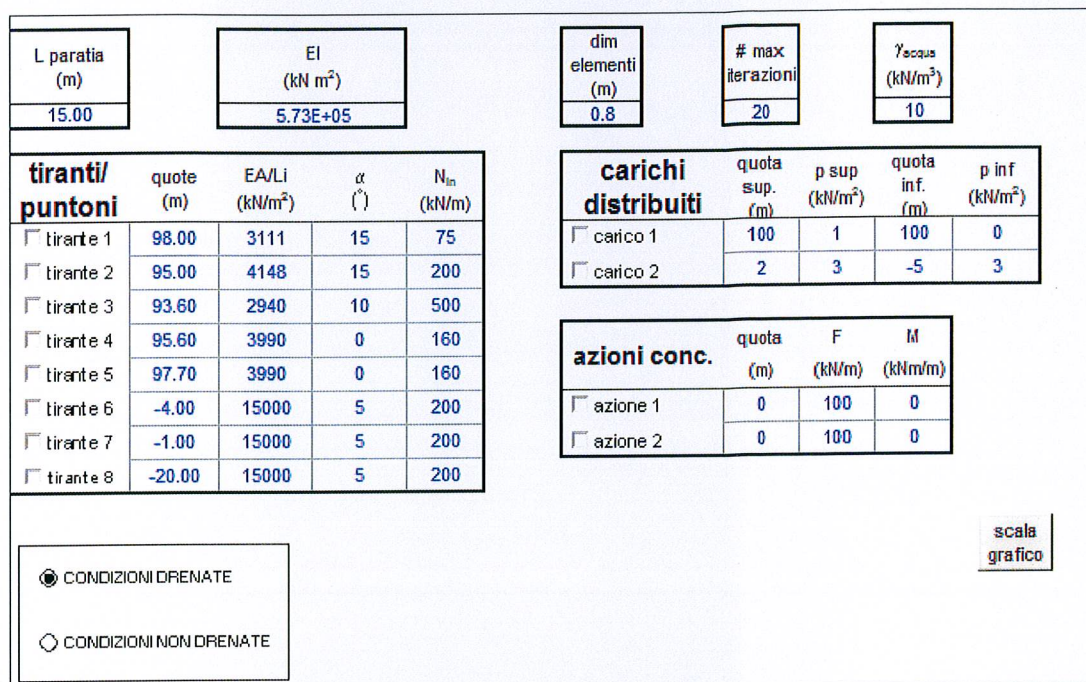 L paratia
(m)
15.00
EI
(kN m²)
5.73E+05
dim
elementi
(m)
0.8
# max
iterazioni
20
γacqua
(kN/m³)
10
tiranti/
puntoni
quote
(m)
EA/Li
(kN/m²)
α
(°)
Nin
(kN/m)
tirante 1 98.00 3111 15 75
tirante 2 95.00 4148 15 200
tirante 3 93.60 2940 10 500
tirante 4 95.60 3990 0 160
tirante 5 97.70 3990 0 160
tirante 6 -4.00 15000 5 200
tirante 7 -1.00 15000 5 200
tirante 8 -20.00 15000 5 200
carichi
distribuiti
quota
sup.
(m)
p sup
(kN/m²)
quota
inf.
(m)
p inf
(kN/m²)
carico 1 100 1 100 0
carico 2 2 3 -5 3
azioni conc.
quota
(m)
F
(kN/m)
M
(kNm/m)
azione 1 0 100 0
azione 2 0 100 0
scala
grafico
CONDIZIONI DRENATE
CONDIZIONI NON DRENATE